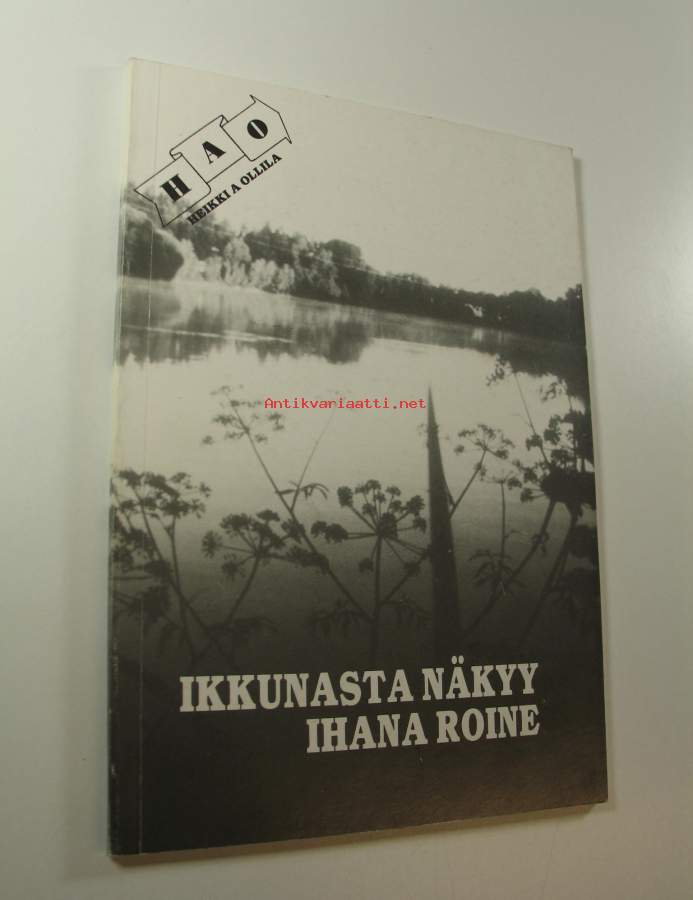 H A O
HEIKKI A OLLILA
Antikvariaatti.net
IKKUNASTA NÄKYY
IHANA ROINE